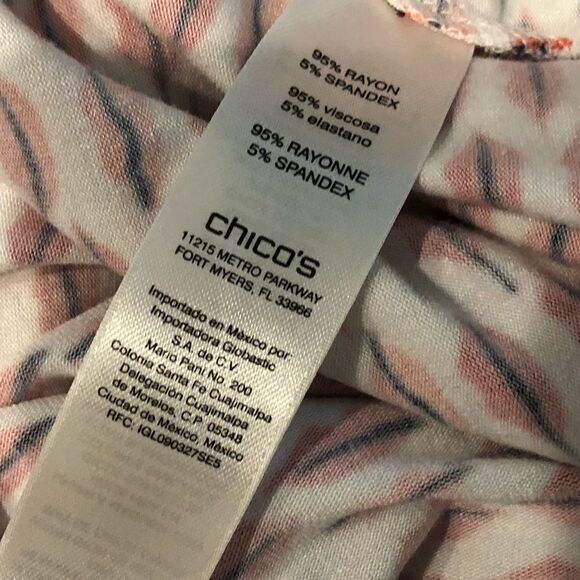 95% RAYON
5% SPANDEX
95% viscosa
5% elastano
95% RAYONNE
5% SPANDEX
chico's
11215 METRO PARKWAY
FORT MYERS, FL 33966
Importado en México por
Importadora Globastic
S.A. de C.V
Mario Pani No. 200
Colonia Santa Fe Cuajimalpa
Delegación Cuajimalpa
de Morelos, C.P. 05348
Ciudad de México, México
RFC: IGL090327SE5